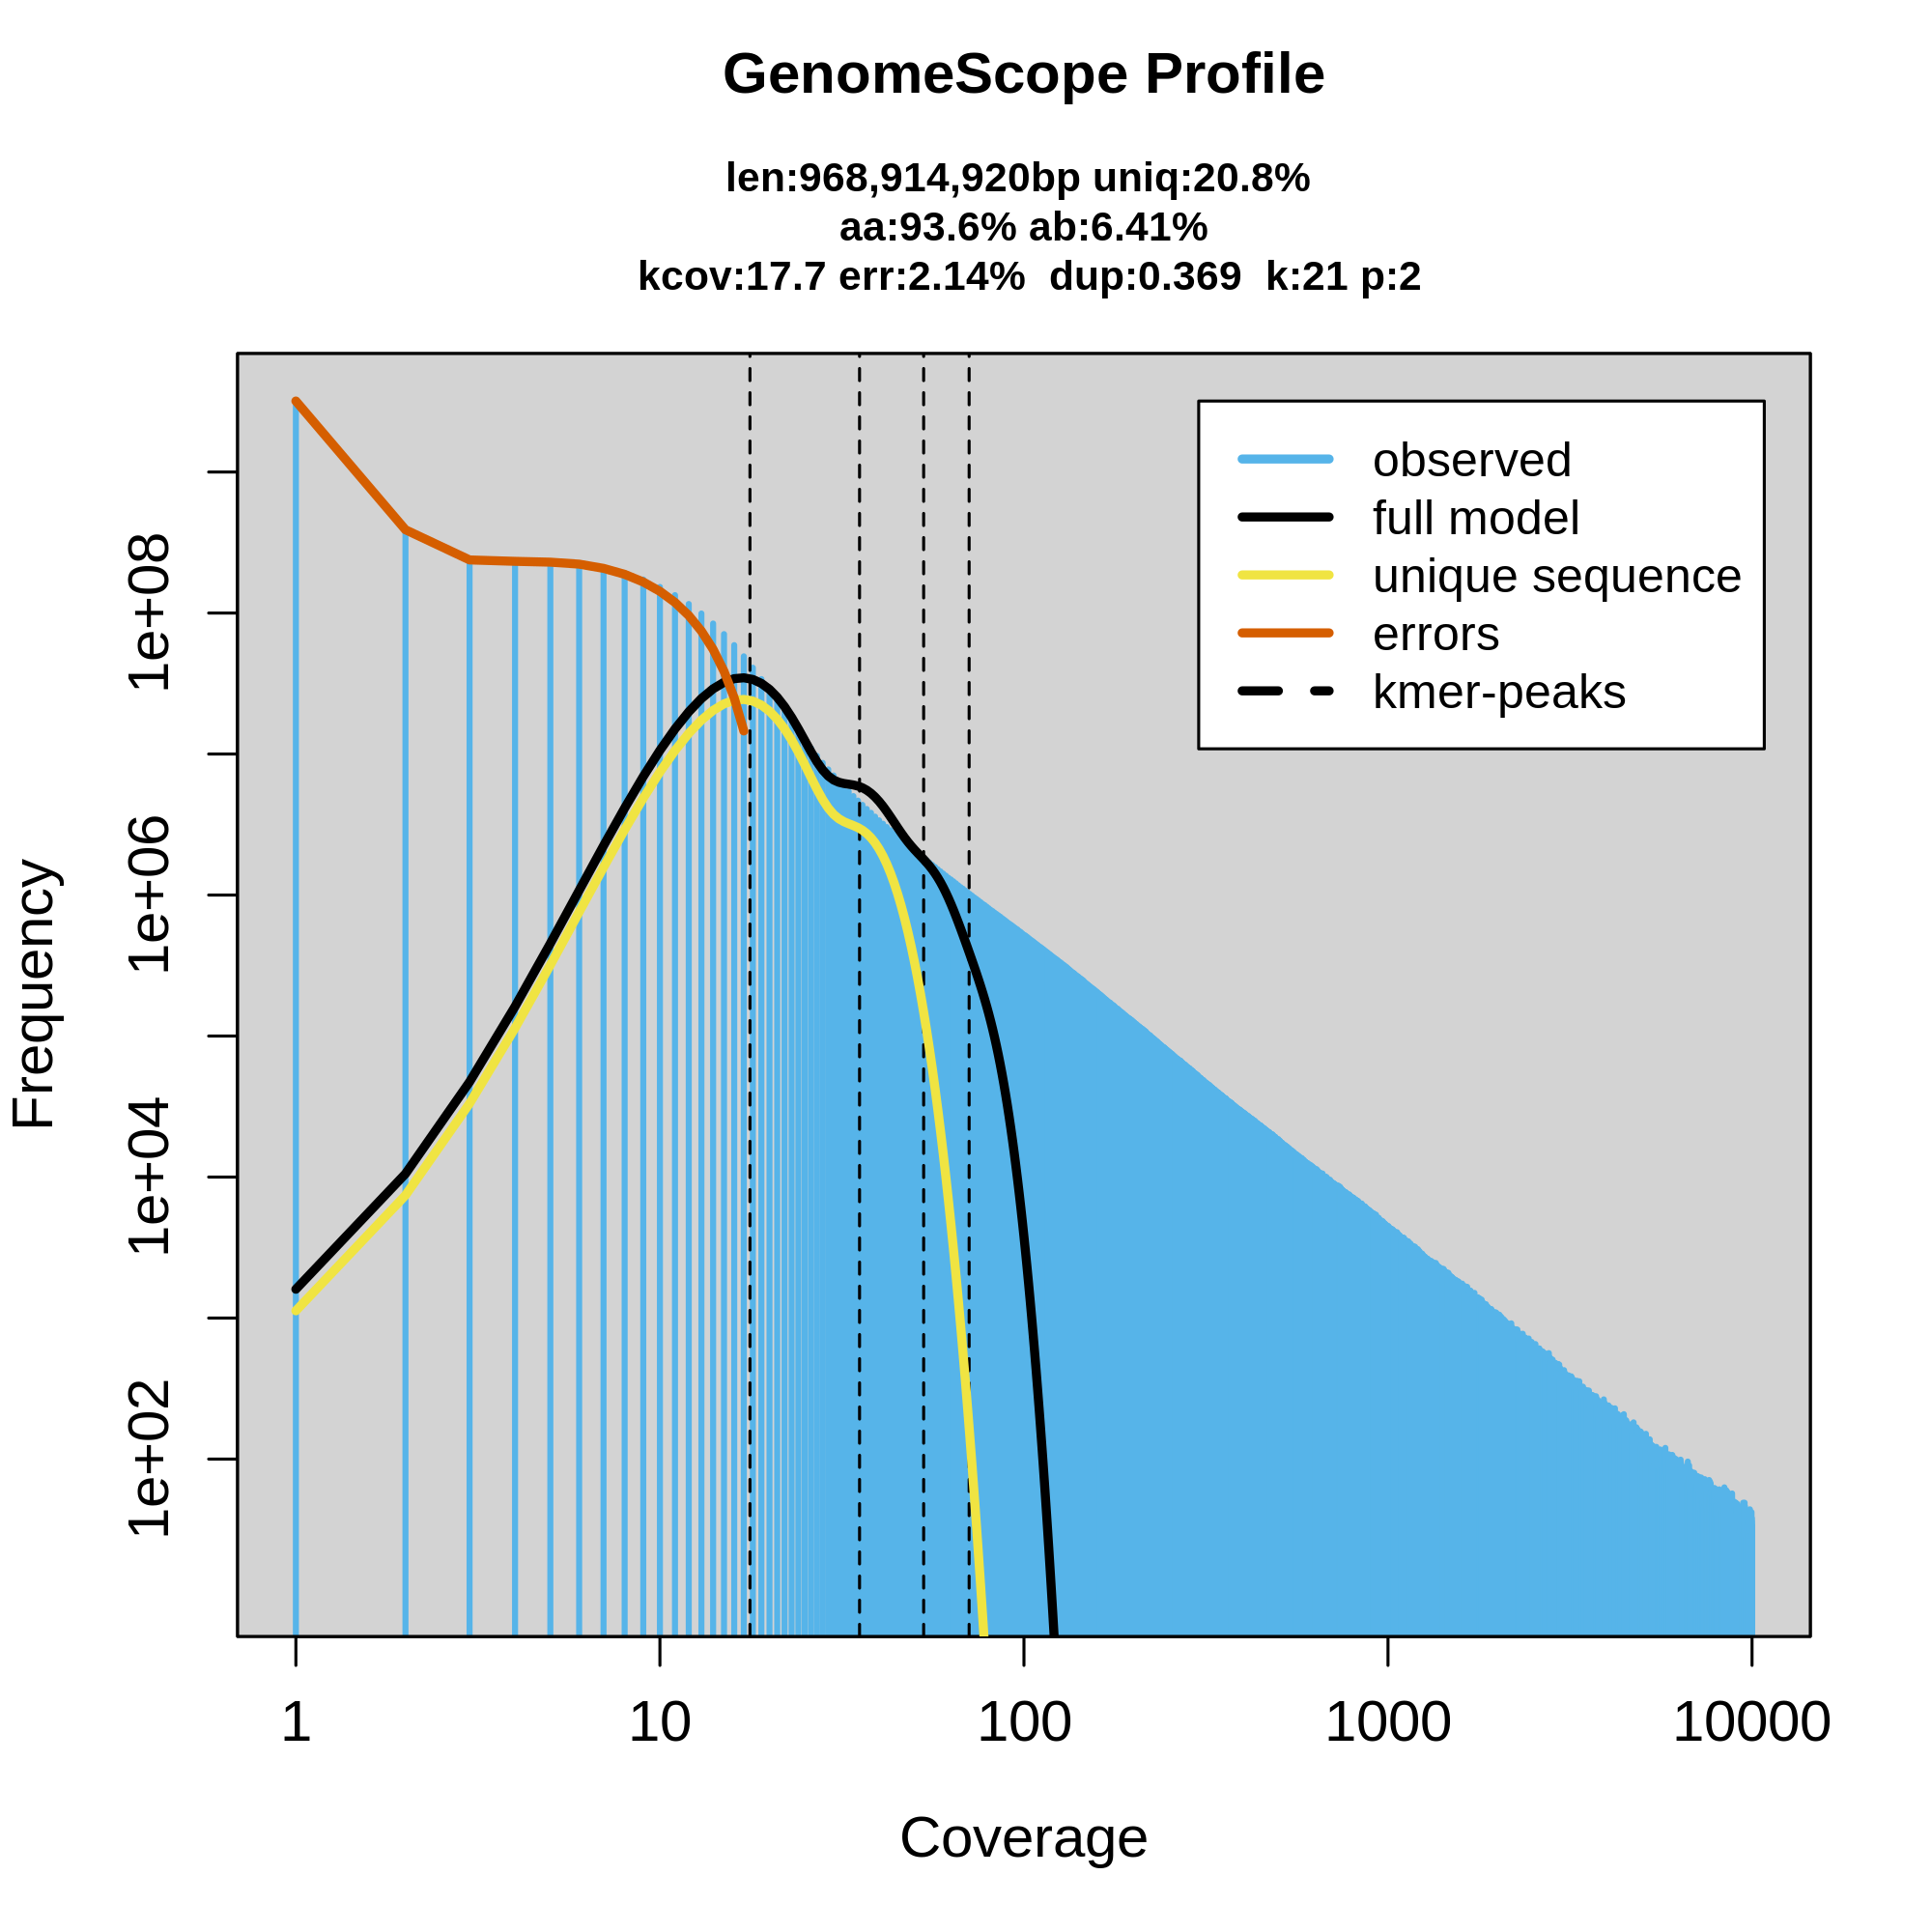 GenomeScope Profile
len:968,914,920bp uniq:20.8%
aa:93.6% ab:6.41%
kcov:17.7 err:2.14% dup:0.369 k:21 p:2
observed
full model
unique sequence
errors
kmer-peaks
Frequency
1e+08
1e+06
1e+04
1e+02
1 10 100 1000 10000
Coverage